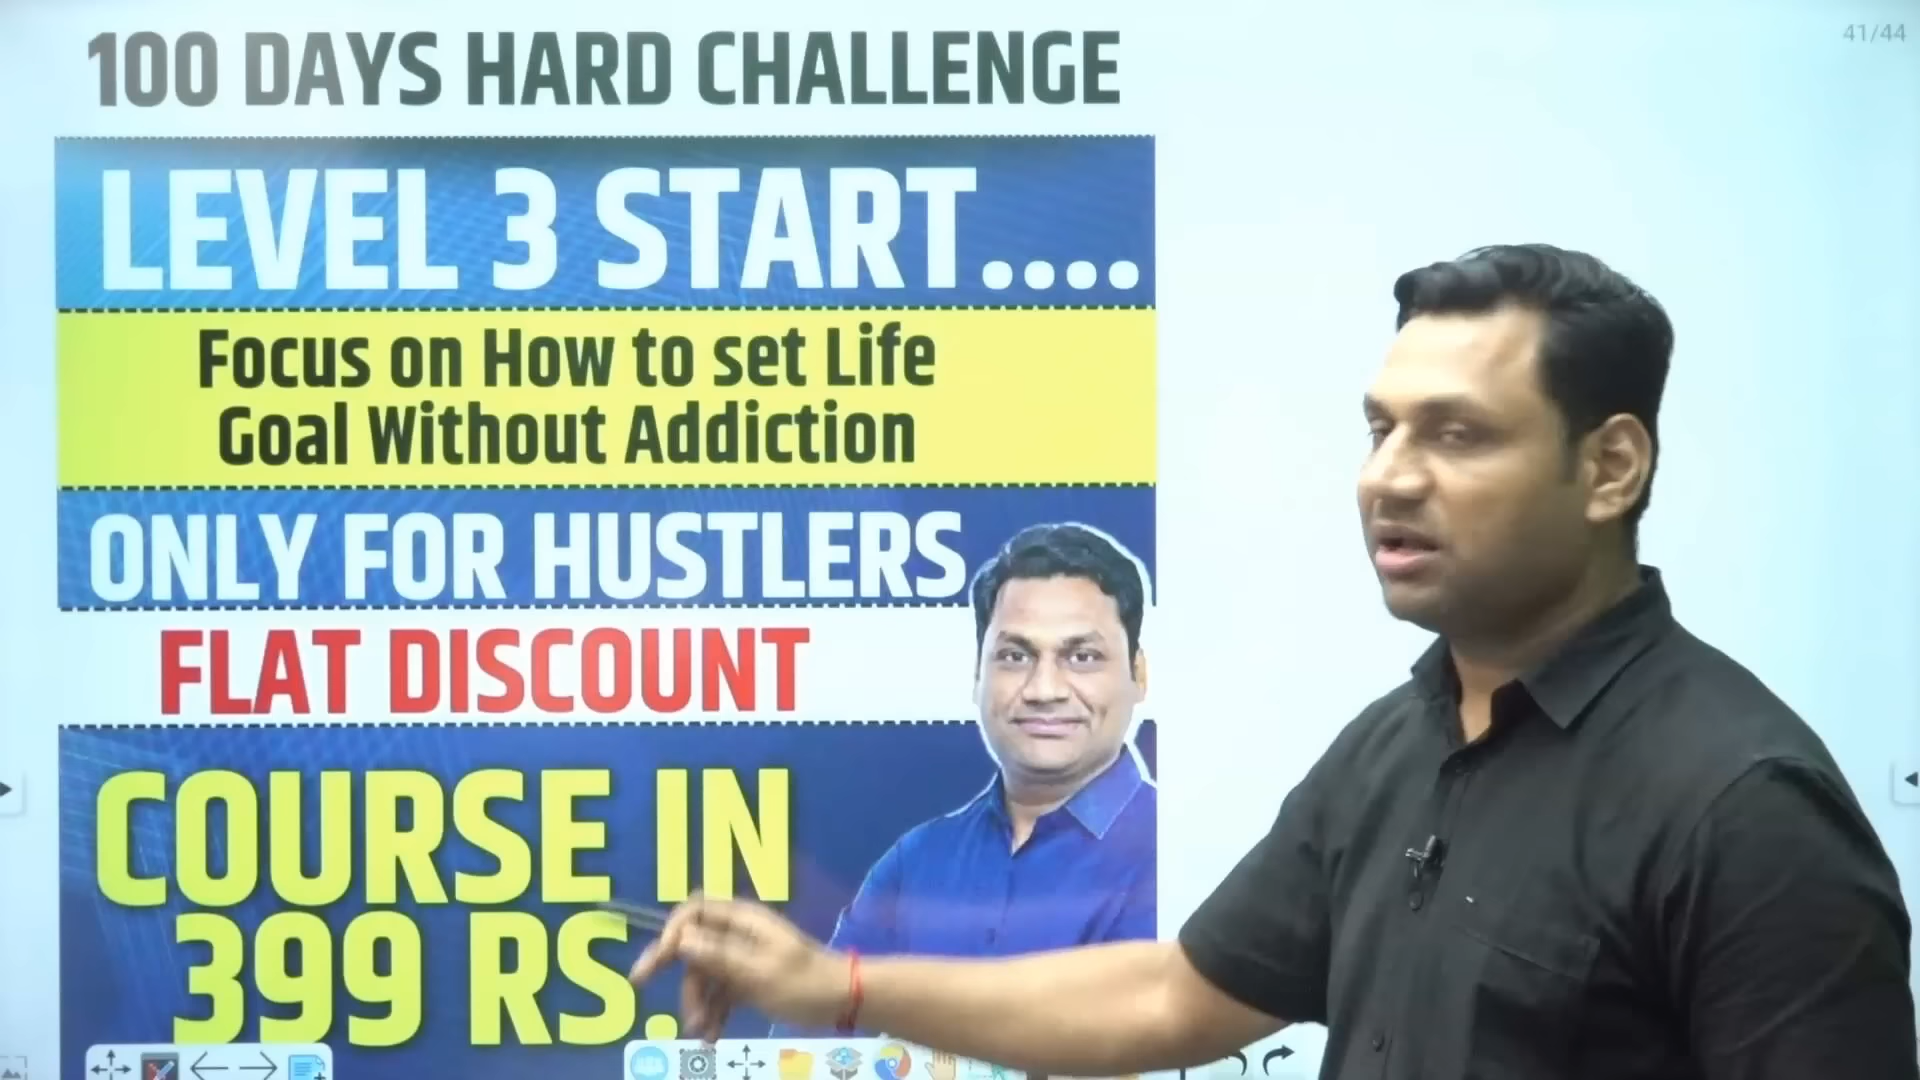 41/44
100 DAYS HARD CHALLENGE
LEVEL 3 START....
Focus on How to set Life
Goal Without Addiction
ONLY FOR HUSTLERS
FLAT DISCOUNT
COURSE IN
399 RS.